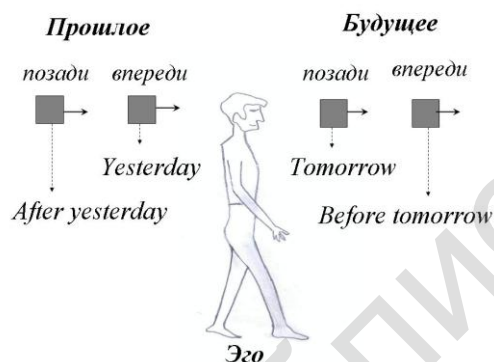 Прошлое Будущее
позади впереди позади впереди
Yesterday Tomorrow
After yesterday Before tomorrow
Эго